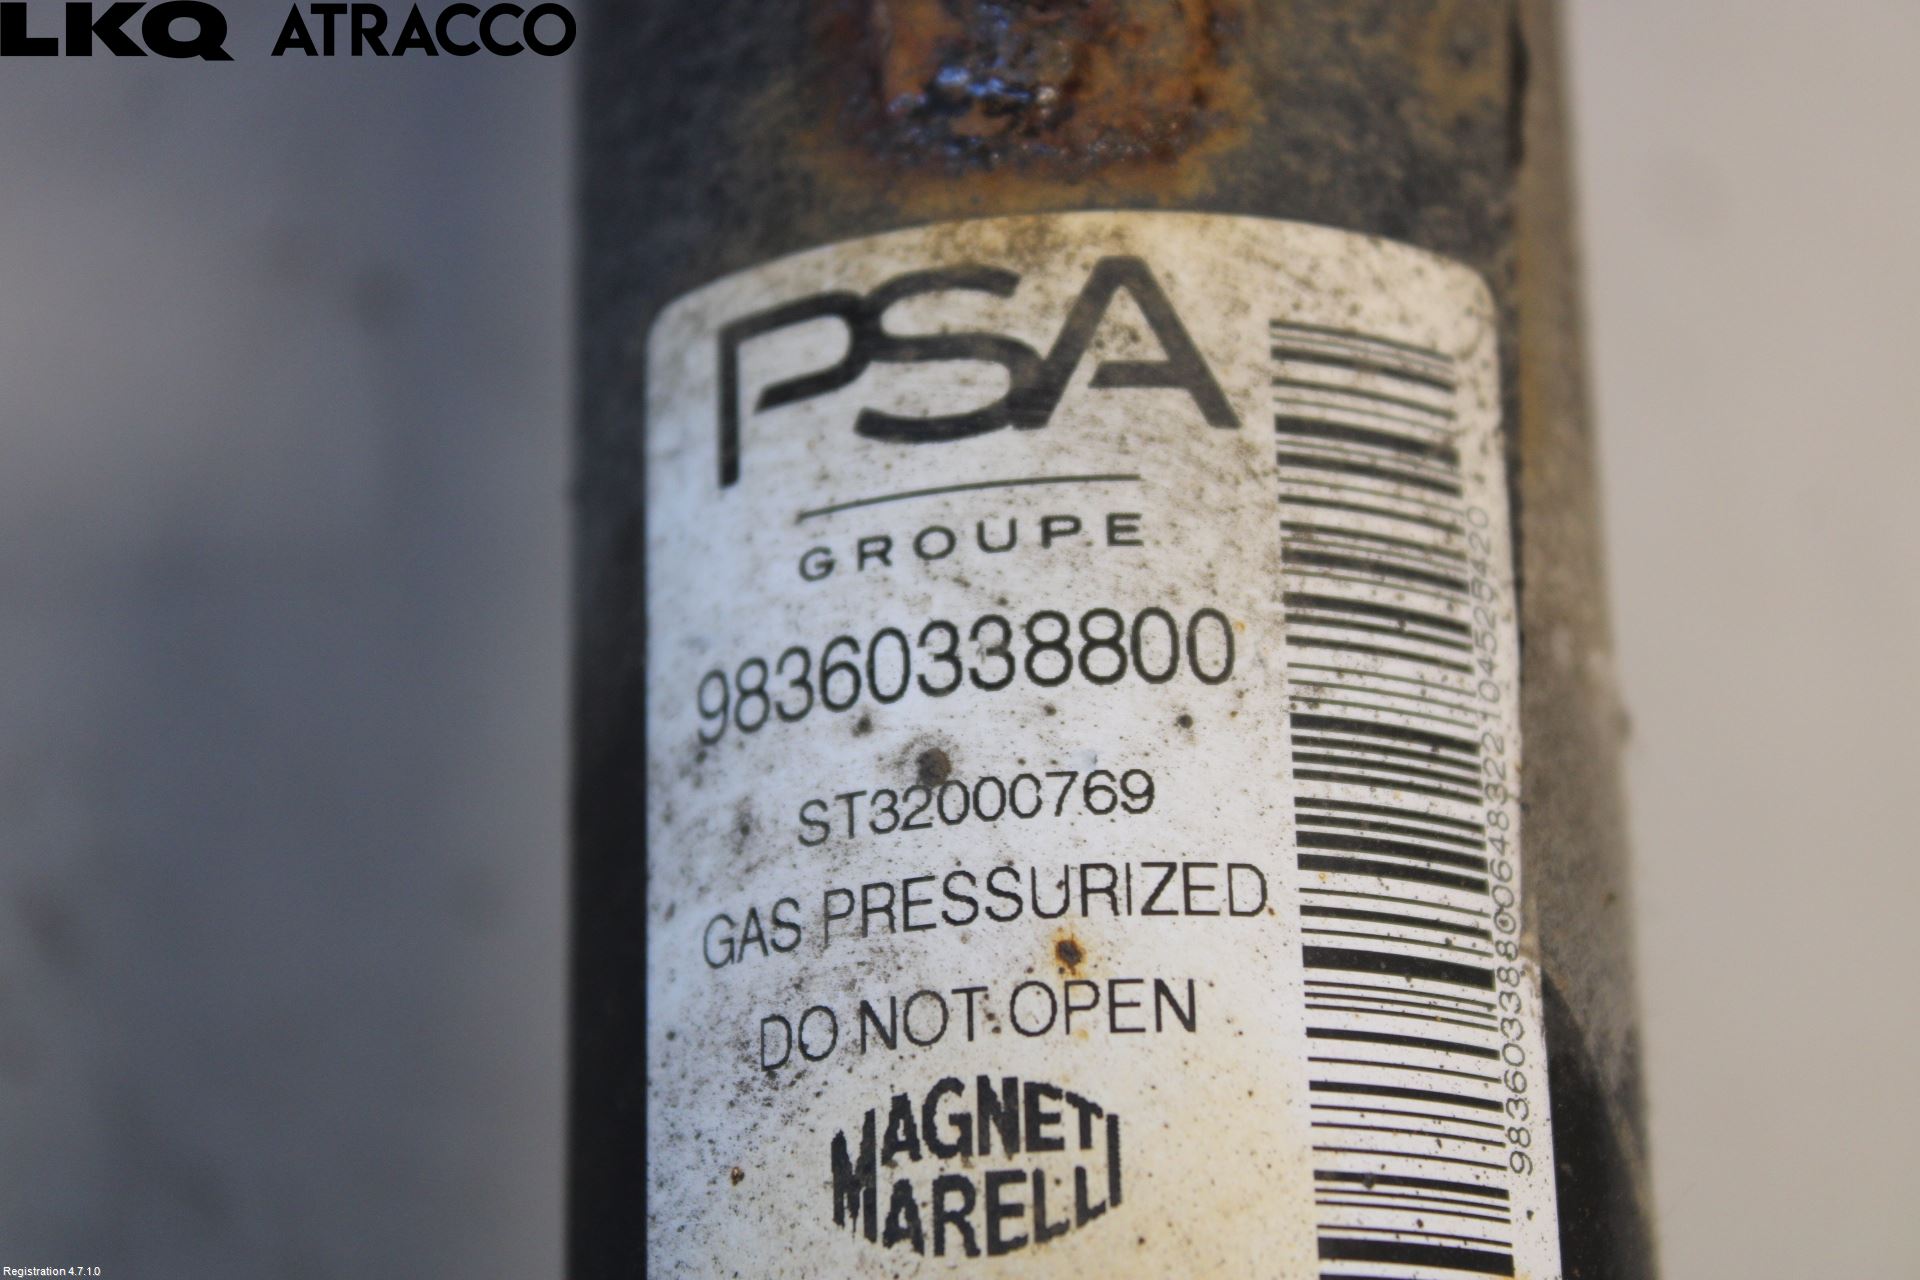 LKQ ATRACCO
PSA
GROUPE
98360338800
ST32000769
GAS PRESSURIZED
DO NOT OPEN
MAGNETI
MARELLI
Registration 4.7.1.0